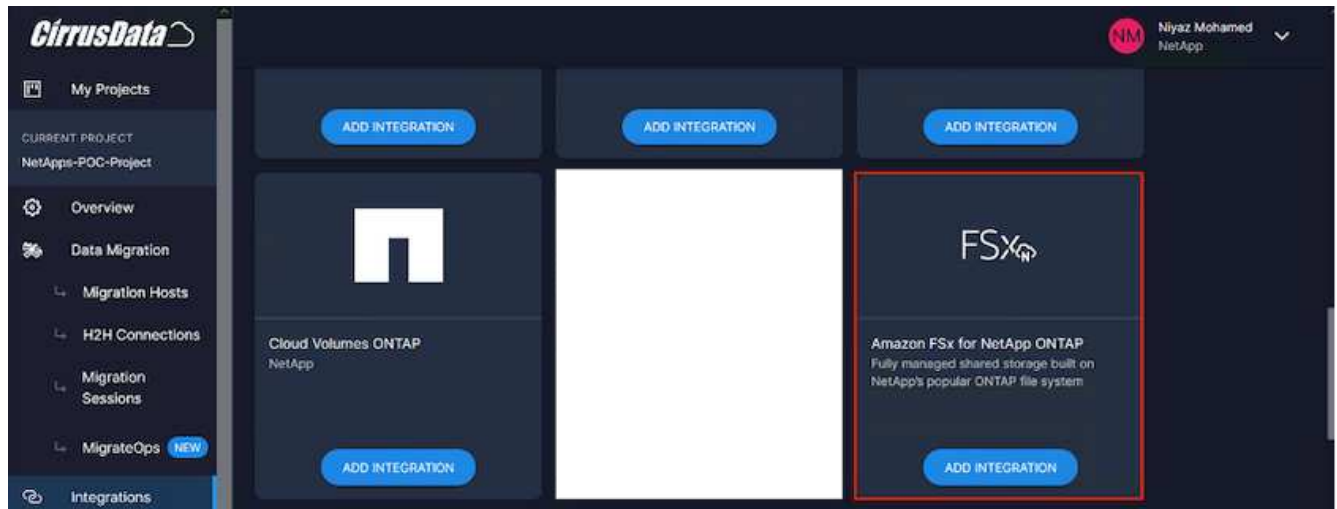 CirrusData
NM
Niyaz Mohamed
NetApp
My Projects
CURRENT PROJECT
NetApps-POC-Project
Overview
Data Migration
Migration Hosts
H2H Connections
Migration
Sessions
MigrateOps NEW
Integrations
ADD INTEGRATION
ADD INTEGRATION
ADD INTEGRATION
Cloud Volumes ONTAP
NetApp
ADD INTEGRATION
FSxN
Amazon FSx for NetApp ONTAP
Fully managed shared storage built on
NetApp's popular ONTAP file system
ADD INTEGRATION